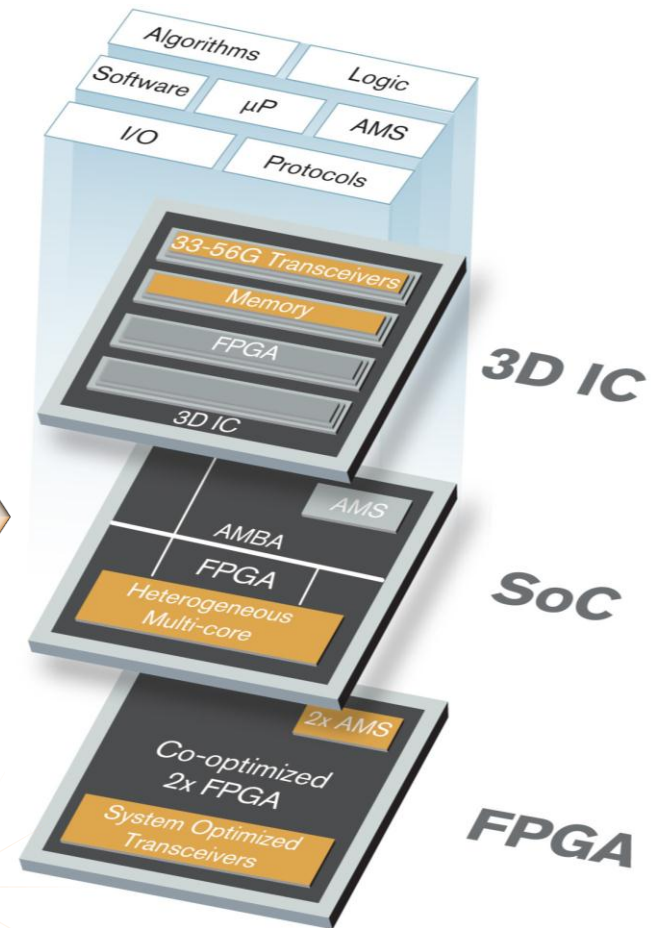 Algorithms
Logic
Software
µP
AMS
I/O
Protocols
33-56G Transceivers
Memory
FPGA
3D IC
3D IC
AMS
AMBA
FPGA
Heterogeneous
Multi-core
SoC
2x AMS
Co-optimized
2x FPGA
System Optimized
Transceivers
FPGA